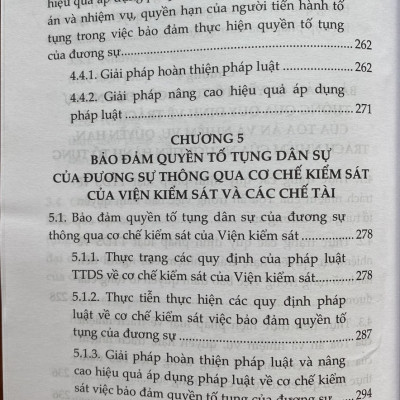 hiệu quả áp dụng pháp
án và nhiệm vụ, quyền hạn của người tiến hành tố
tụng trong việc bảo đảm thực hiện quyền tố tụng
của đương sự 262
4.4.1. Giải pháp hoàn thiện pháp luật 262
4.4.2. Giải pháp nâng cao hiệu quả áp dụng
pháp luật 271
CHƯƠNG 5
BẢO ĐẢM QUYỀN TỐ TỤNG DÂN SỰ
CỦA ĐƯƠNG SỰ THÔNG QUA CƠ CHẾ KIỂM SÁT
CỦA VIỆN KIỂM SÁT VÀ CÁC CHẾ TÀI
5.1. Bảo đảm quyền tố tụng dân sự của đương sự
thông qua cơ chế kiểm sát của Viện kiểm sát 278
5.1.1. Thực trạng các quy định của pháp luật
TTDS về cơ chế kiểm sát của Viện kiểm sát 278
5.1.2. Thực tiễn thực hiện các quy định pháp
luật về cơ chế kiểm sát việc bảo đảm quyền tố
tụng của đương sự 287
5.1.3. Giải pháp hoàn thiện pháp luật và nâng
cao hiệu quả áp dụng pháp luật về cơ chế kiểm
sát việc bảo đảm quyền tố tụng của đương sự 294